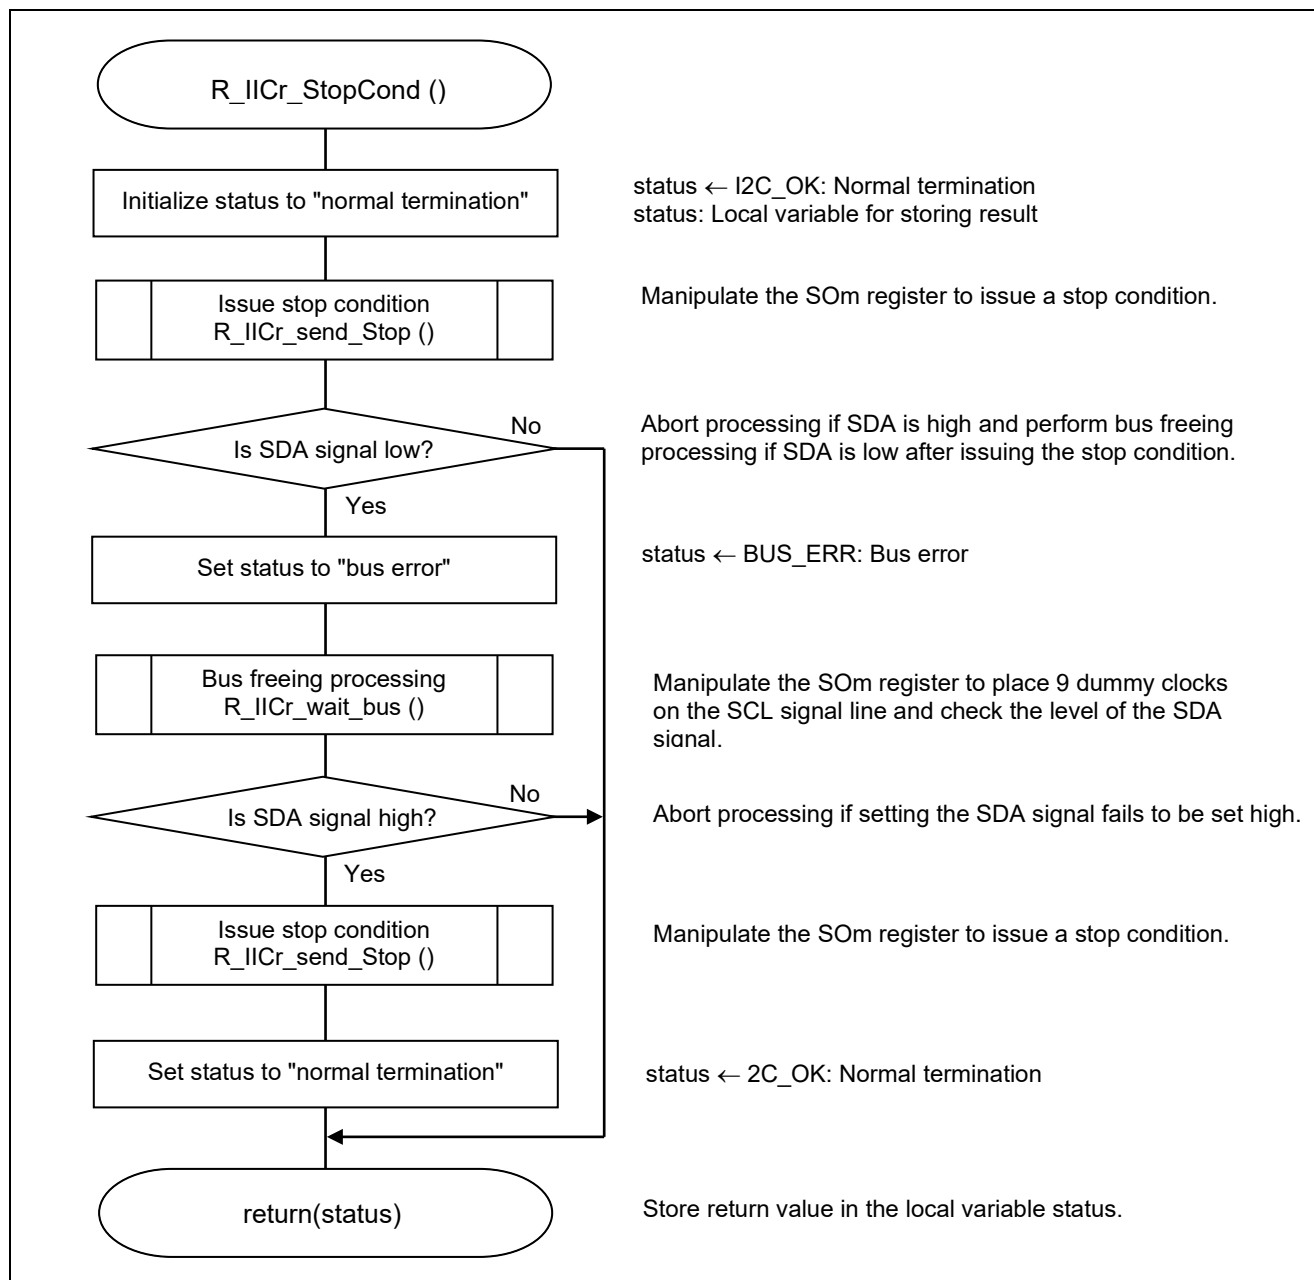 R_IICr_StopCond ()
Initialize status to "normal termination"
status ← I2C_OK: Normal termination
status: Local variable for storing result
Issue stop condition
R_IICr_send_Stop ()
Manipulate the SOm register to issue a stop condition.
No
Is SDA signal low?
Abort processing if SDA is high and perform bus freeing
processing if SDA is low after issuing the stop condition.
Yes
Set status to "bus error"
status ← BUS_ERR: Bus error
Bus freeing processing
R_IICr_wait_bus ()
Manipulate the SOm register to place 9 dummy clocks
on the SCL signal line and check the level of the SDA
signal.
No
Is SDA signal high?
Abort processing if setting the SDA signal fails to be set high.
Yes
Issue stop condition
R_IICr_send_Stop ()
Manipulate the SOm register to issue a stop condition.
Set status to "normal termination"
status ← 2C_OK: Normal termination
return(status)
Store return value in the local variable status.